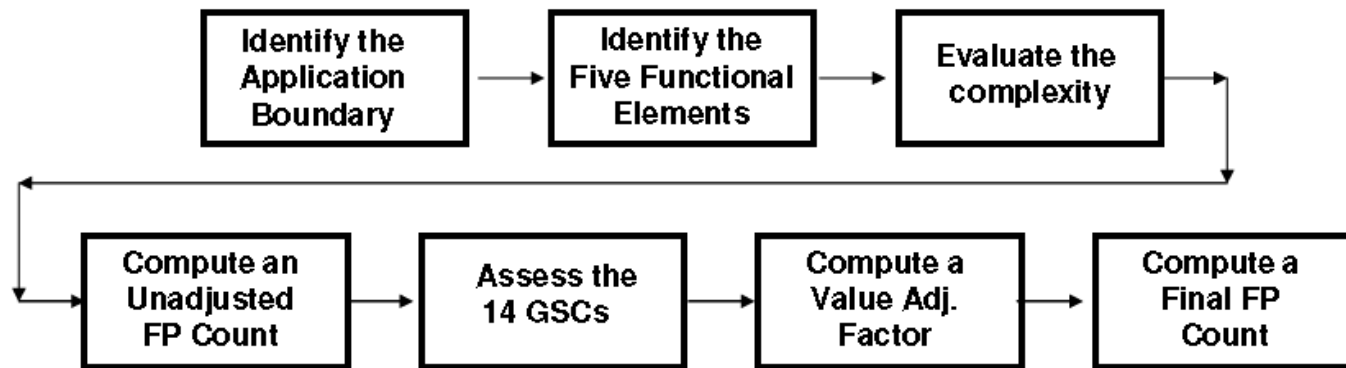 Identify the
Application
Boundary
Identify the
Five Functional
Elements
Evaluate the
complexity
Compute an
Unadjusted
FP Count
Assess the
14 GSCs
Compute a
Value Adj.
Factor
Compute a
Final FP
Count